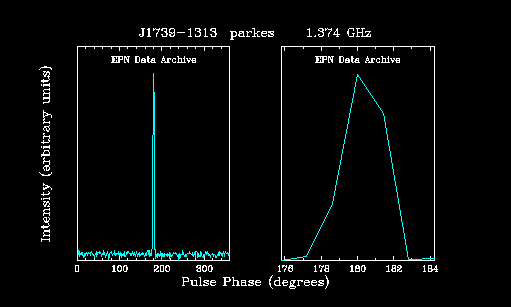 J1739-1313 parkes 1.374 GHz
EPN Data Archive EPN Data Archive
Intensity (arbitrary units)
0 100 200 300 176 178 180 182 184
Pulse Phase (degrees)